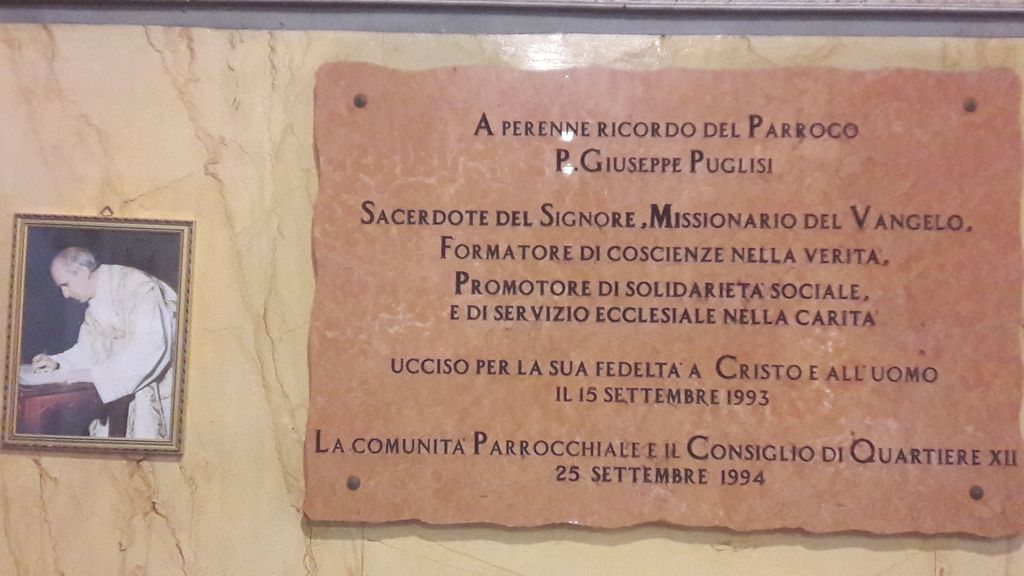 A PERENNE RICORDO DEL PARROCO
P. GIUSEPPE PUGLISI
SACERDOTE DEL SIGNORE, MISSIONARIO DEL VANGELO,
FORMATORE DI COSCIENZE NELLA VERITA',
PROMOTORE DI SOLIDARIETA' SOCIALE,
E DI SERVIZIO ECCLESIALE NELLA CARITA'
UCCISO PER LA SUA FEDELTA' A CRISTO E ALL'UOMO
IL 15 SETTEMBRE 1993
LA COMUNITA' PARROCCHIALE E IL CONSIGLIO DI QUARTIERE XII
25 SETTEMBRE 1994